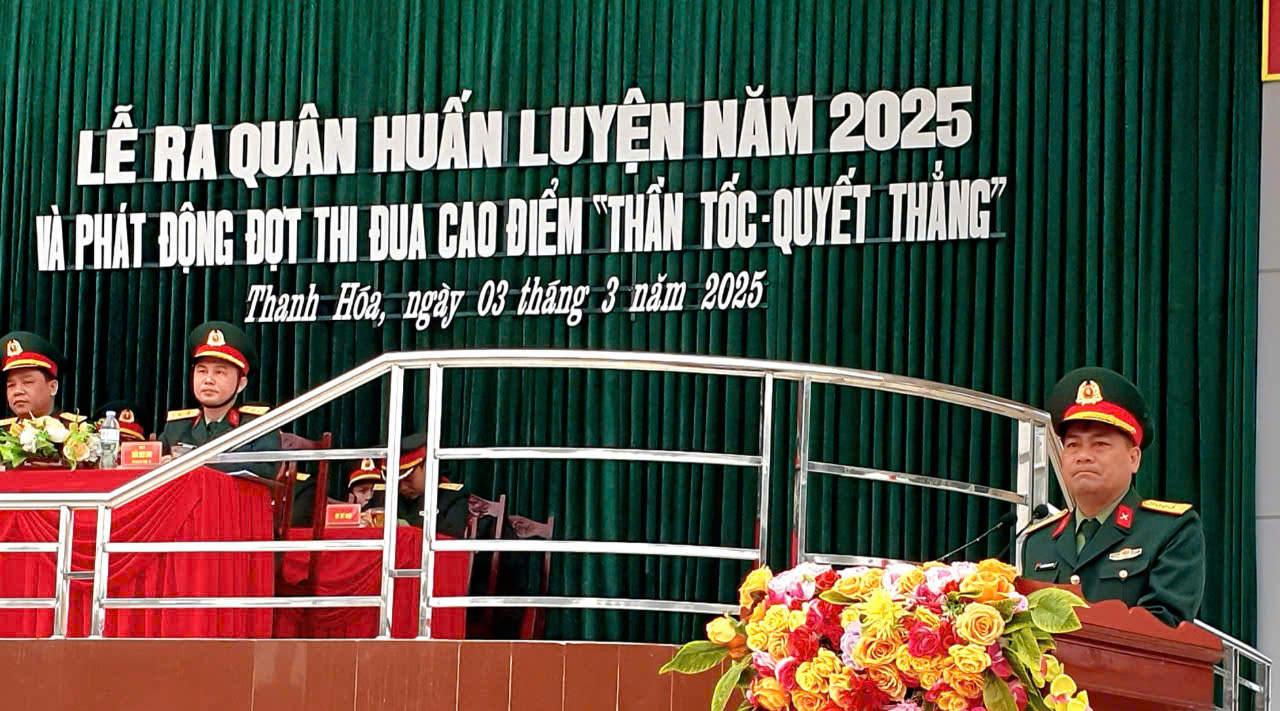 LỄ RA QUÂN HUẤN LUYỆN NĂM 2025
VÀ PHÁT ĐỘNG ĐỢT THI ĐUA CAO ĐIỂM "THẦN TỐC-QUYẾT THẮNG"
Thanh Hóa, ngày 03 tháng 3 năm 2025